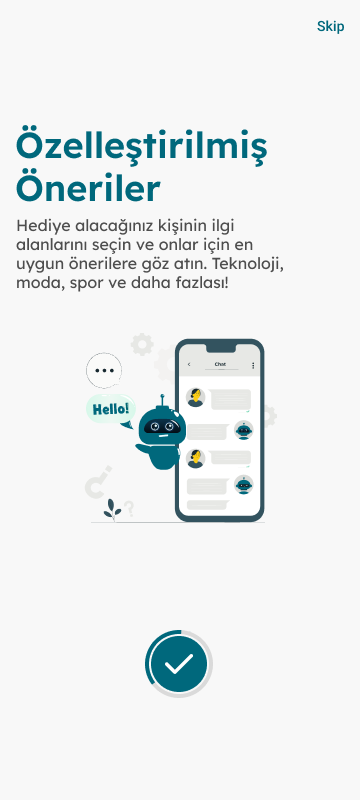 Skip
Özelleştirilmiş
Öneriler
Hediye alacağınız kişinin ilgi
alanlarını seçin ve onlar için en
uygun önerilere göz atın. Teknoloji,
moda, spor ve daha fazlası!
Chat
Hello!